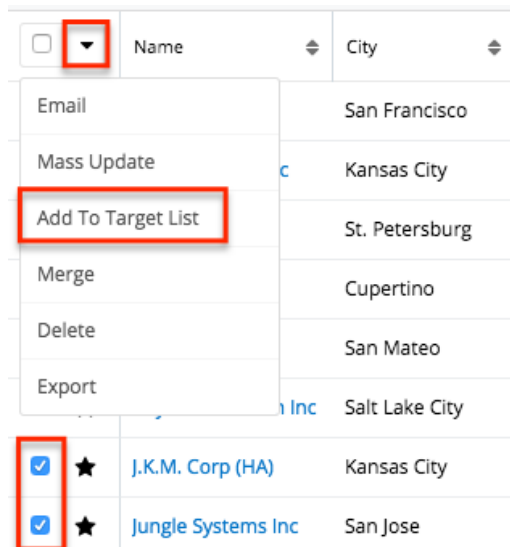 Name City
Email
San Francisco
Mass Update
c Kansas City
Add To Target List
St. Petersburg
Merge
Cupertino
Delete
San Mateo
Export
n Inc Salt Lake City
J.K.M. Corp (HA) Kansas City
Jungle Systems Inc San Jose